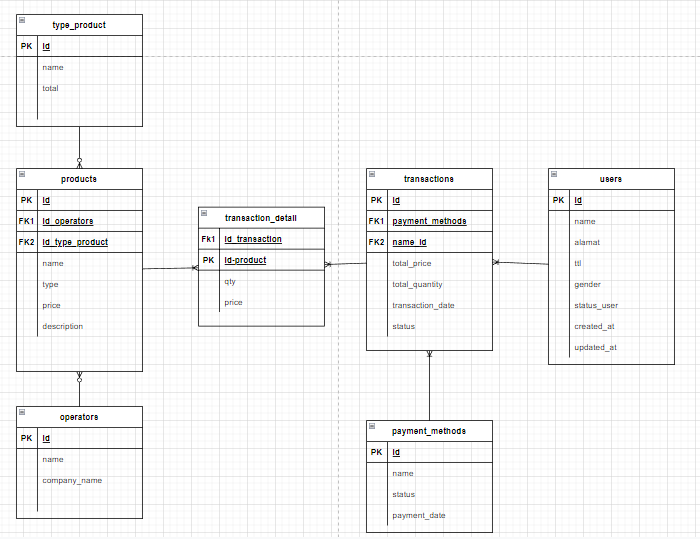 type_product
PK Id
name
total
products
PK Id
FK1 Id_operators
FK2 Id_type_product
name
type
price
description
operators
PK Id
name
company_name
transaction_detail
Fk1 Id_transaction
PK Id-product
qty
price
transactions
PK Id
FK1 payment_methods
FK2 name_id
total_price
total_quantity
transaction_date
status
payment_methods
PK Id
name
status
payment_date
users
PK Id
name
alamat
ttl
gender
status_user
created_at
updated_at